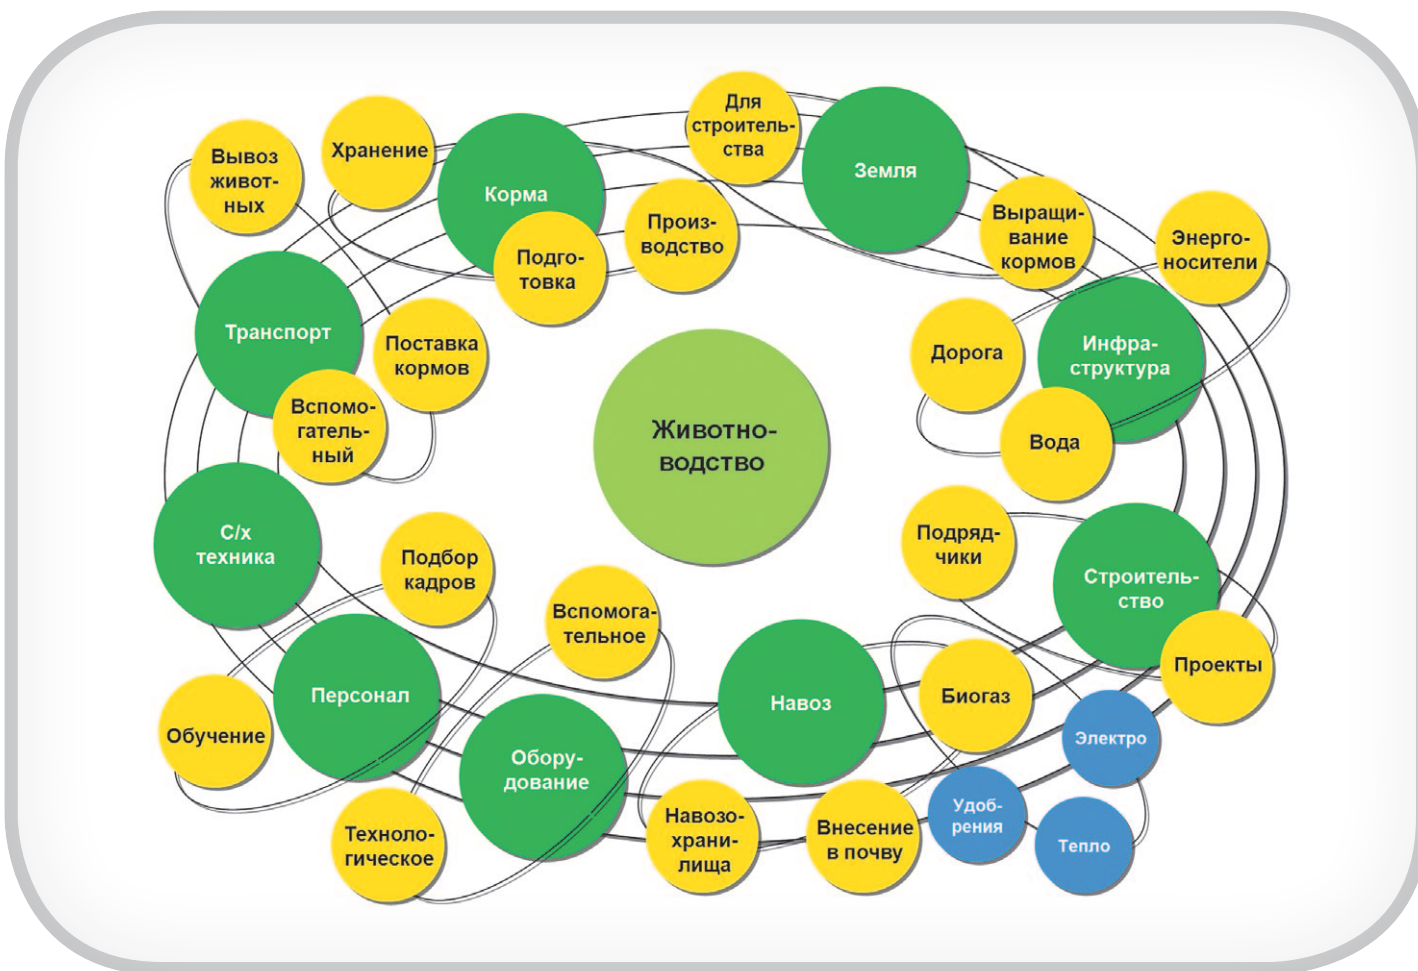 Для
строитель-
ства
Земля
Хранение
Вывоз
живот-
ных
Корма
Произ-
водство
Подго-
товка
Выращи-
вание
кормов
Энерго-
носители
Транспорт
Поставка
кормов
Вспомо-
гатель-
ный
Дорога
Инфра-
структура
Вода
Животно-
водство
С/х
техника
Подбор
кадров
Вспомога-
тельное
Подряд-
чики
Строитель-
ство
Проекты
Персонал
Обучение
Навоз
Биогаз
Электро
Обору-
дование
Техноло-
гическое
Навозо-
храни-
лища
Внесение
в почву
Удоб-
рения
Тепло